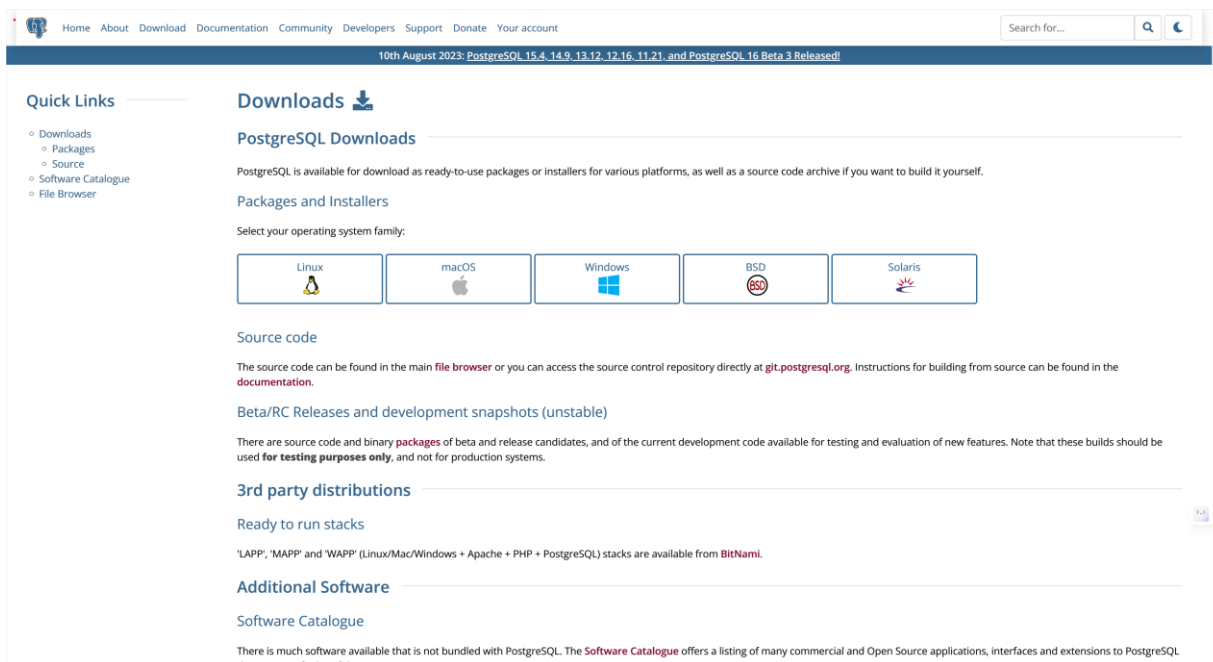 Home About Download Documentation Community Developers Support Donate Your account
Search for...
10th August 2023: PostgreSQL 15.4, 14.9, 13.12, 12.16, 11.21, and PostgreSQL 16 Beta 3 Released!
Quick Links
Downloads
Packages
Source
Software Catalogue
File Browser
Downloads
PostgreSQL Downloads
PostgreSQL is available for download as ready-to-use packages or installers for various platforms, as well as a source code archive if you want to build it yourself.
Packages and Installers
Select your operating system family:
Linux
macOS
Windows
BSD
BSD
Solaris
Source code
The source code can be found in the main file browser or you can access the source control repository directly at git.postgresql.org. Instructions for building from source can be found in the
documentation.
Beta/RC Releases and development snapshots (unstable)
There are source code and binary packages of beta and release candidates, and of the current development code available for testing and evaluation of new features. Note that these builds should be
used for testing purposes only, and not for production systems.
3rd party distributions
Ready to run stacks
'LAPP', 'MAPP' and 'WAPP' (Linux/Mac/Windows + Apache + PHP + PostgreSQL) stacks are available from BitNami.
Additional Software
Software Catalogue
There is much software available that is not bundled with PostgreSQL. The Software Catalogue offers a listing of many commercial and Open Source applications, interfaces and extensions to PostgreSQL